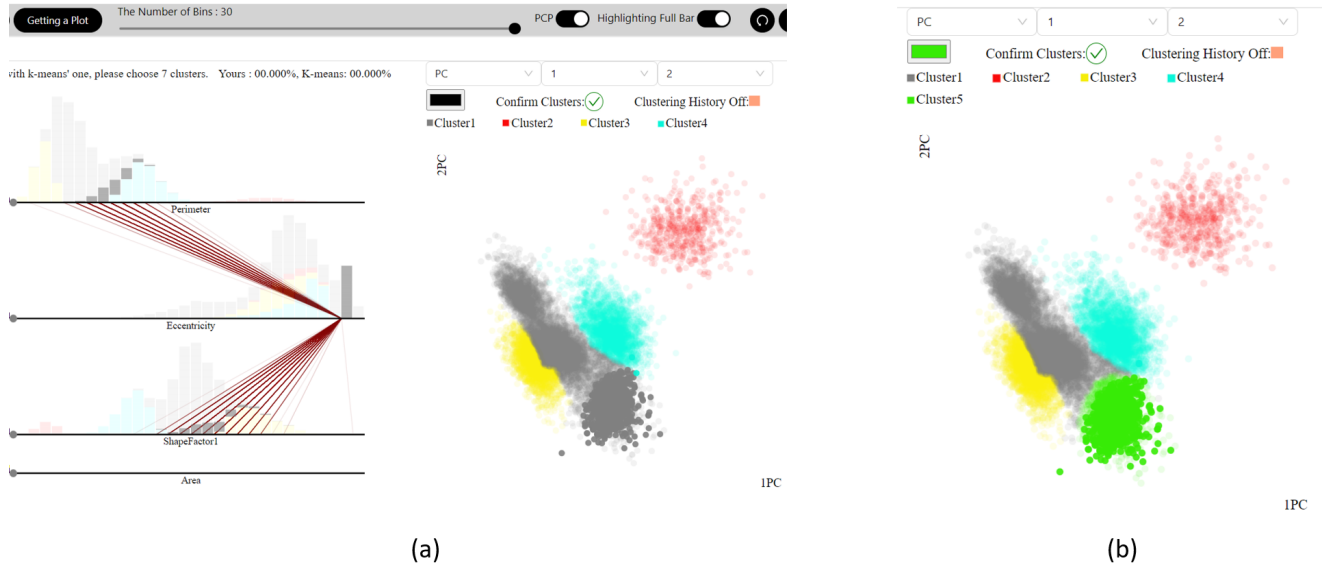 Getting a Plot
The Number of Bins : 30
PCP
Highlighting Full Bar
with k-means' one, please choose 7 clusters. Yours : 00.000%, K-means: 00.000%
Perimeter
Eccentricity
ShapeFactor1
Area
PC 1 2
Confirm Clusters: Clustering History Off:
Cluster1 Cluster2 Cluster3 Cluster4
2PC
1PC
(a)
PC 1 2
Confirm Clusters: Clustering History Off:
Cluster1 Cluster2 Cluster3 Cluster4
Cluster5
2PC
1PC
(b)